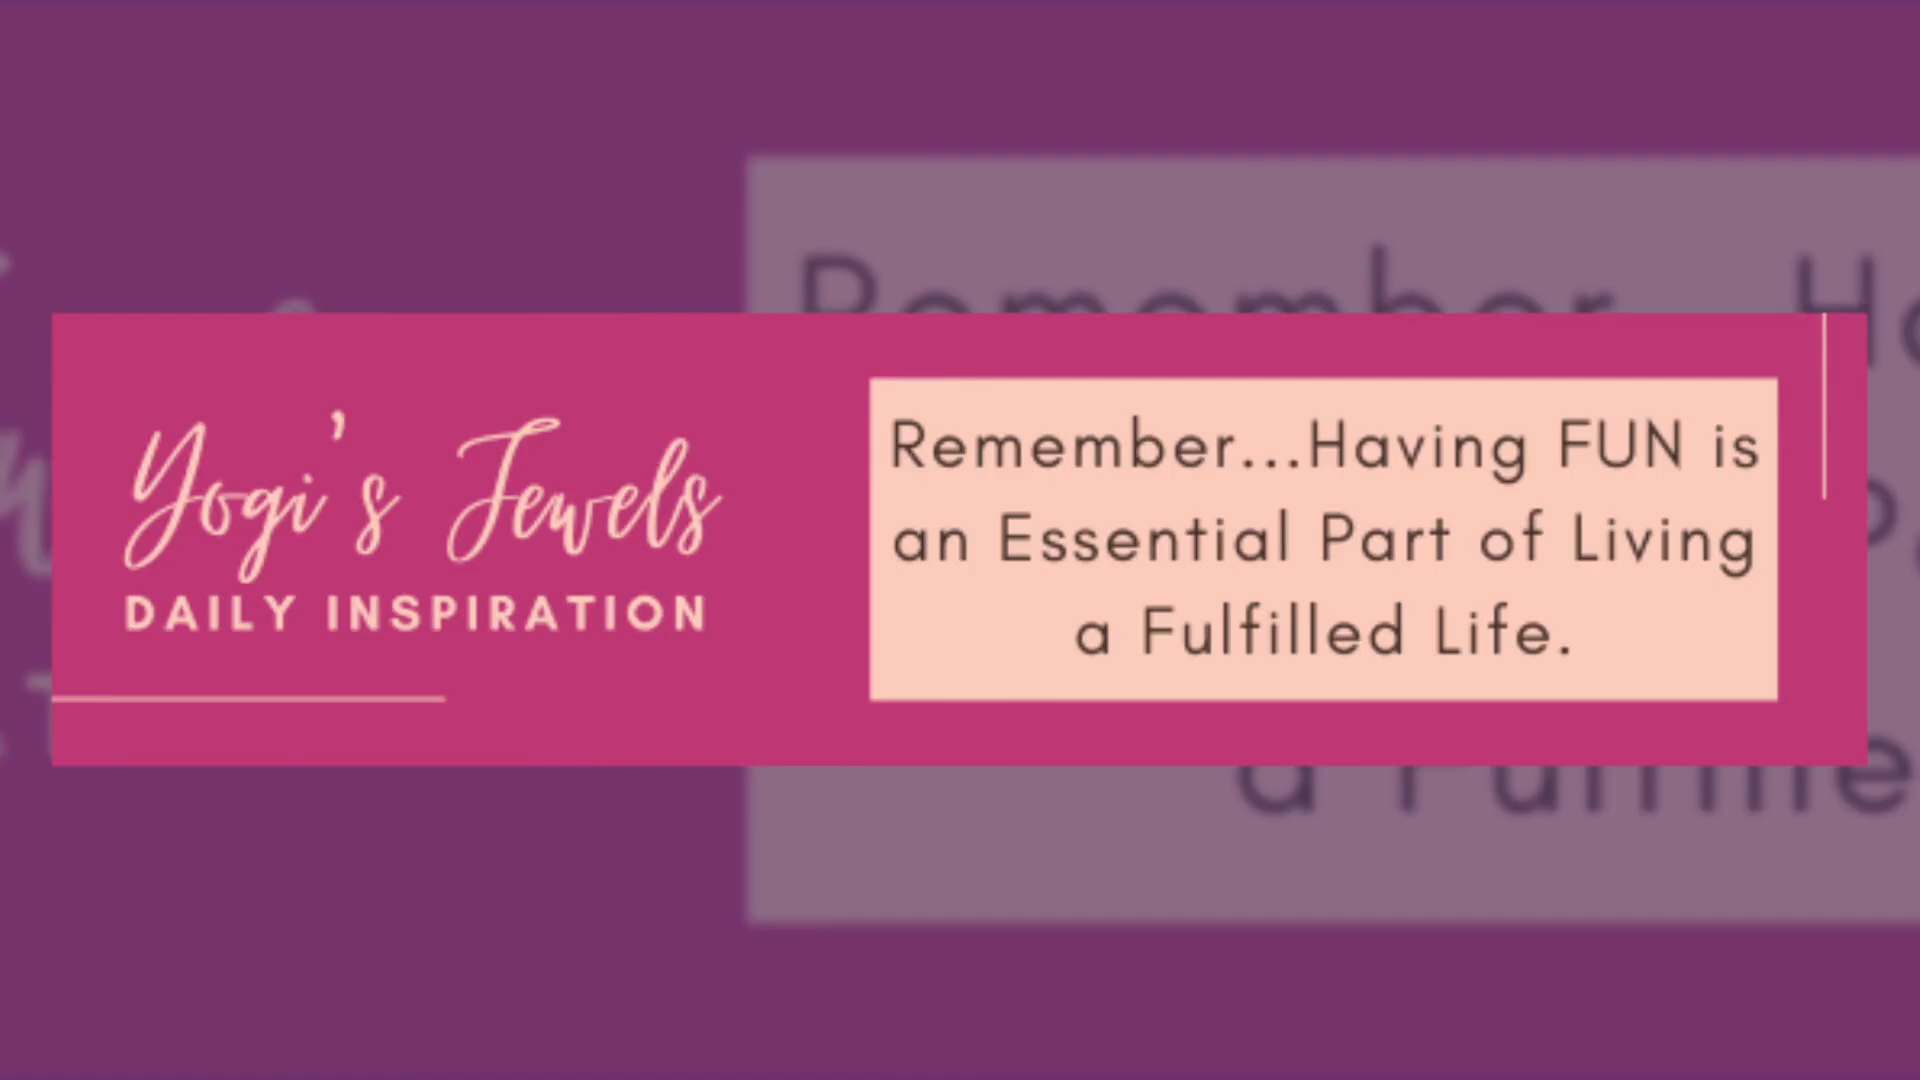 Yogi's Jewels
DAILY INSPIRATION
Remember...Having FUN is
an Essential Part of Living
a Fulfilled Life.